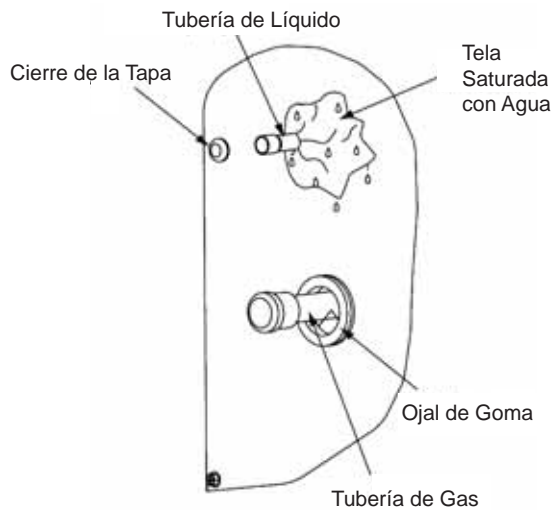 Tubería de Líquido
Cierre de la Tapa
Tela
Saturada
con Agua
Ojal de Goma
Tubería de Gas